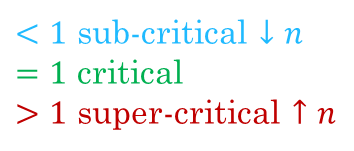 < 1 sub-critical ↓ n
= 1 critical
> 1 super-critical ↑ n